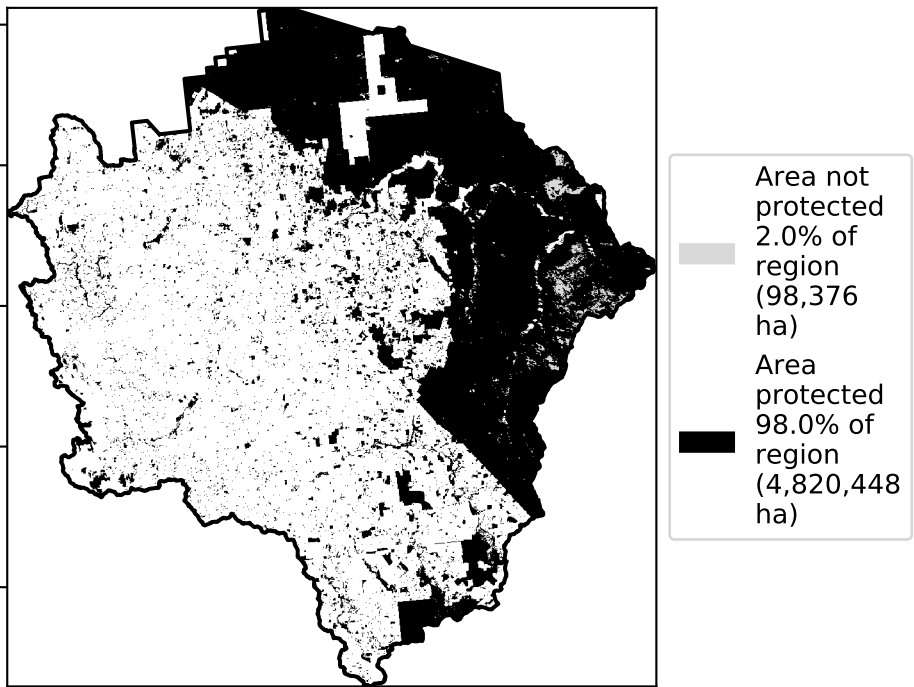 Area not
protected
2.0% of
region
(98,376
ha)
Area
protected
98.0% of
region
(4,820,448
ha)